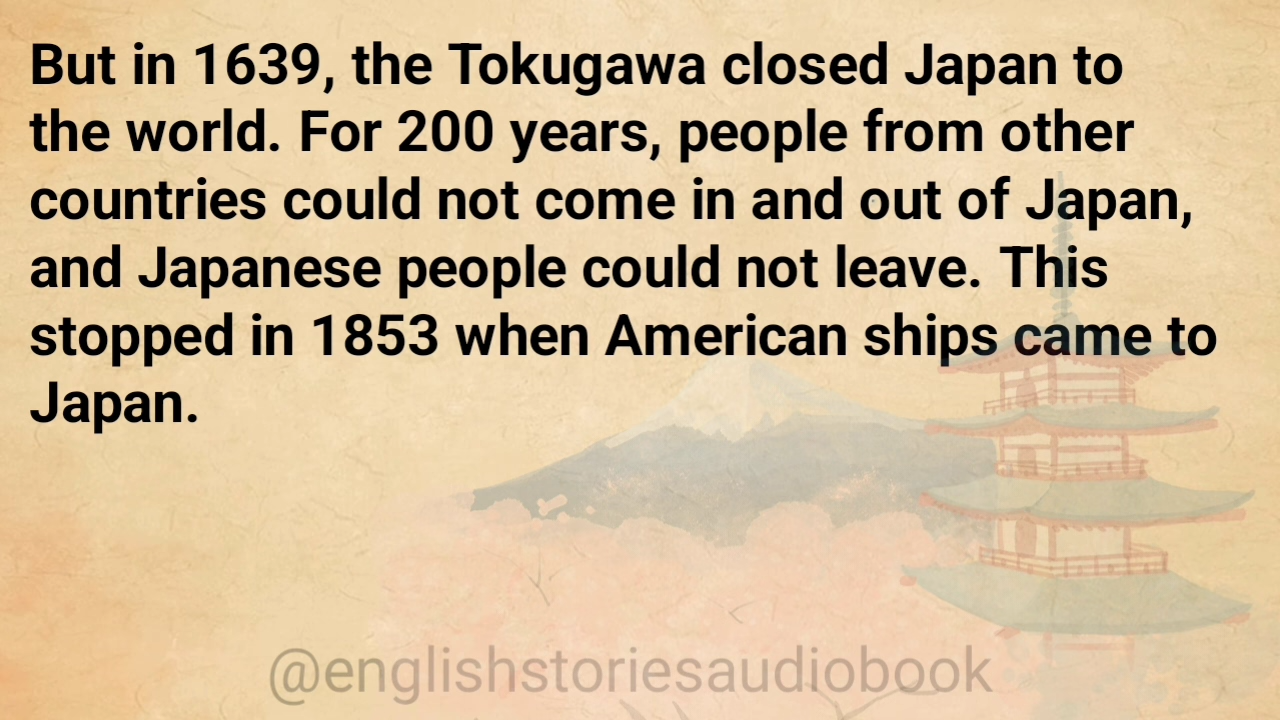 But in 1639, the Tokugawa closed Japan to
the world. For 200 years, people from other
countries could not come in and out of Japan,
and Japanese people could not leave. This
stopped in 1853 when American ships came to
Japan.
@englishstoriesaudiobook